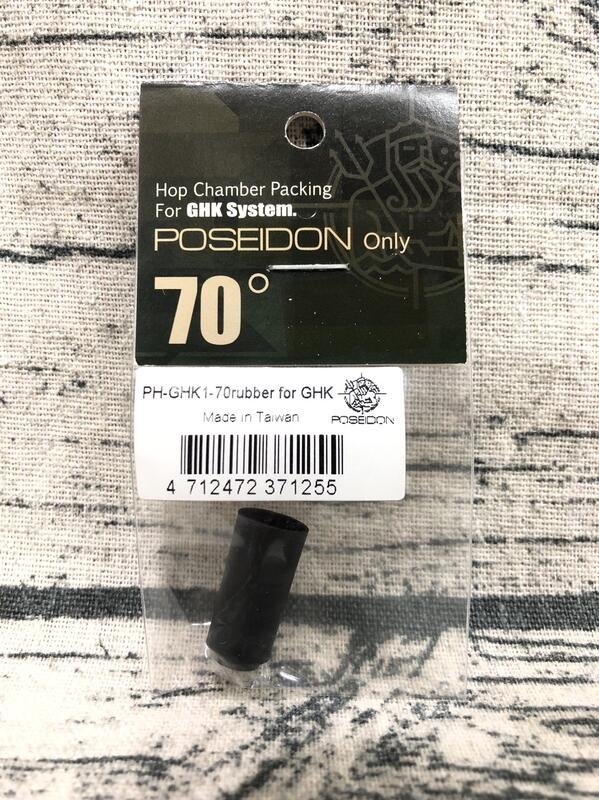 Hop Chamber Packing
For GHK System.
POSEIDON Only
70°
PH-GHK1-70rubber for GHK
Made in Taiwan
POSEIDON
4 712472 371255